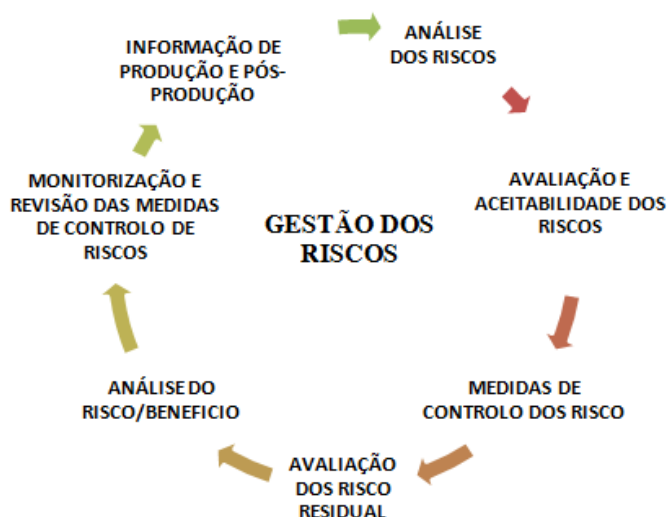 INFORMAÇÃO DE
PRODUÇÃO E PÓS-
PRODUÇÃO
ANÁLISE
DOS RISCOS
AVALIAÇÃO E
ACEITABILIDADE DOS
RISCOS
MEDIDAS DE
CONTROLO DOS RISCO
AVALIAÇÃO
DOS RISCO
RESIDUAL
ANÁLISE DO
RISCO/BENEFICIO
MONITORIZAÇÃO E
REVISÃO DAS MEDIDAS
DE CONTROLO DE
RISCOS
GESTÃO DOS
RISCOS